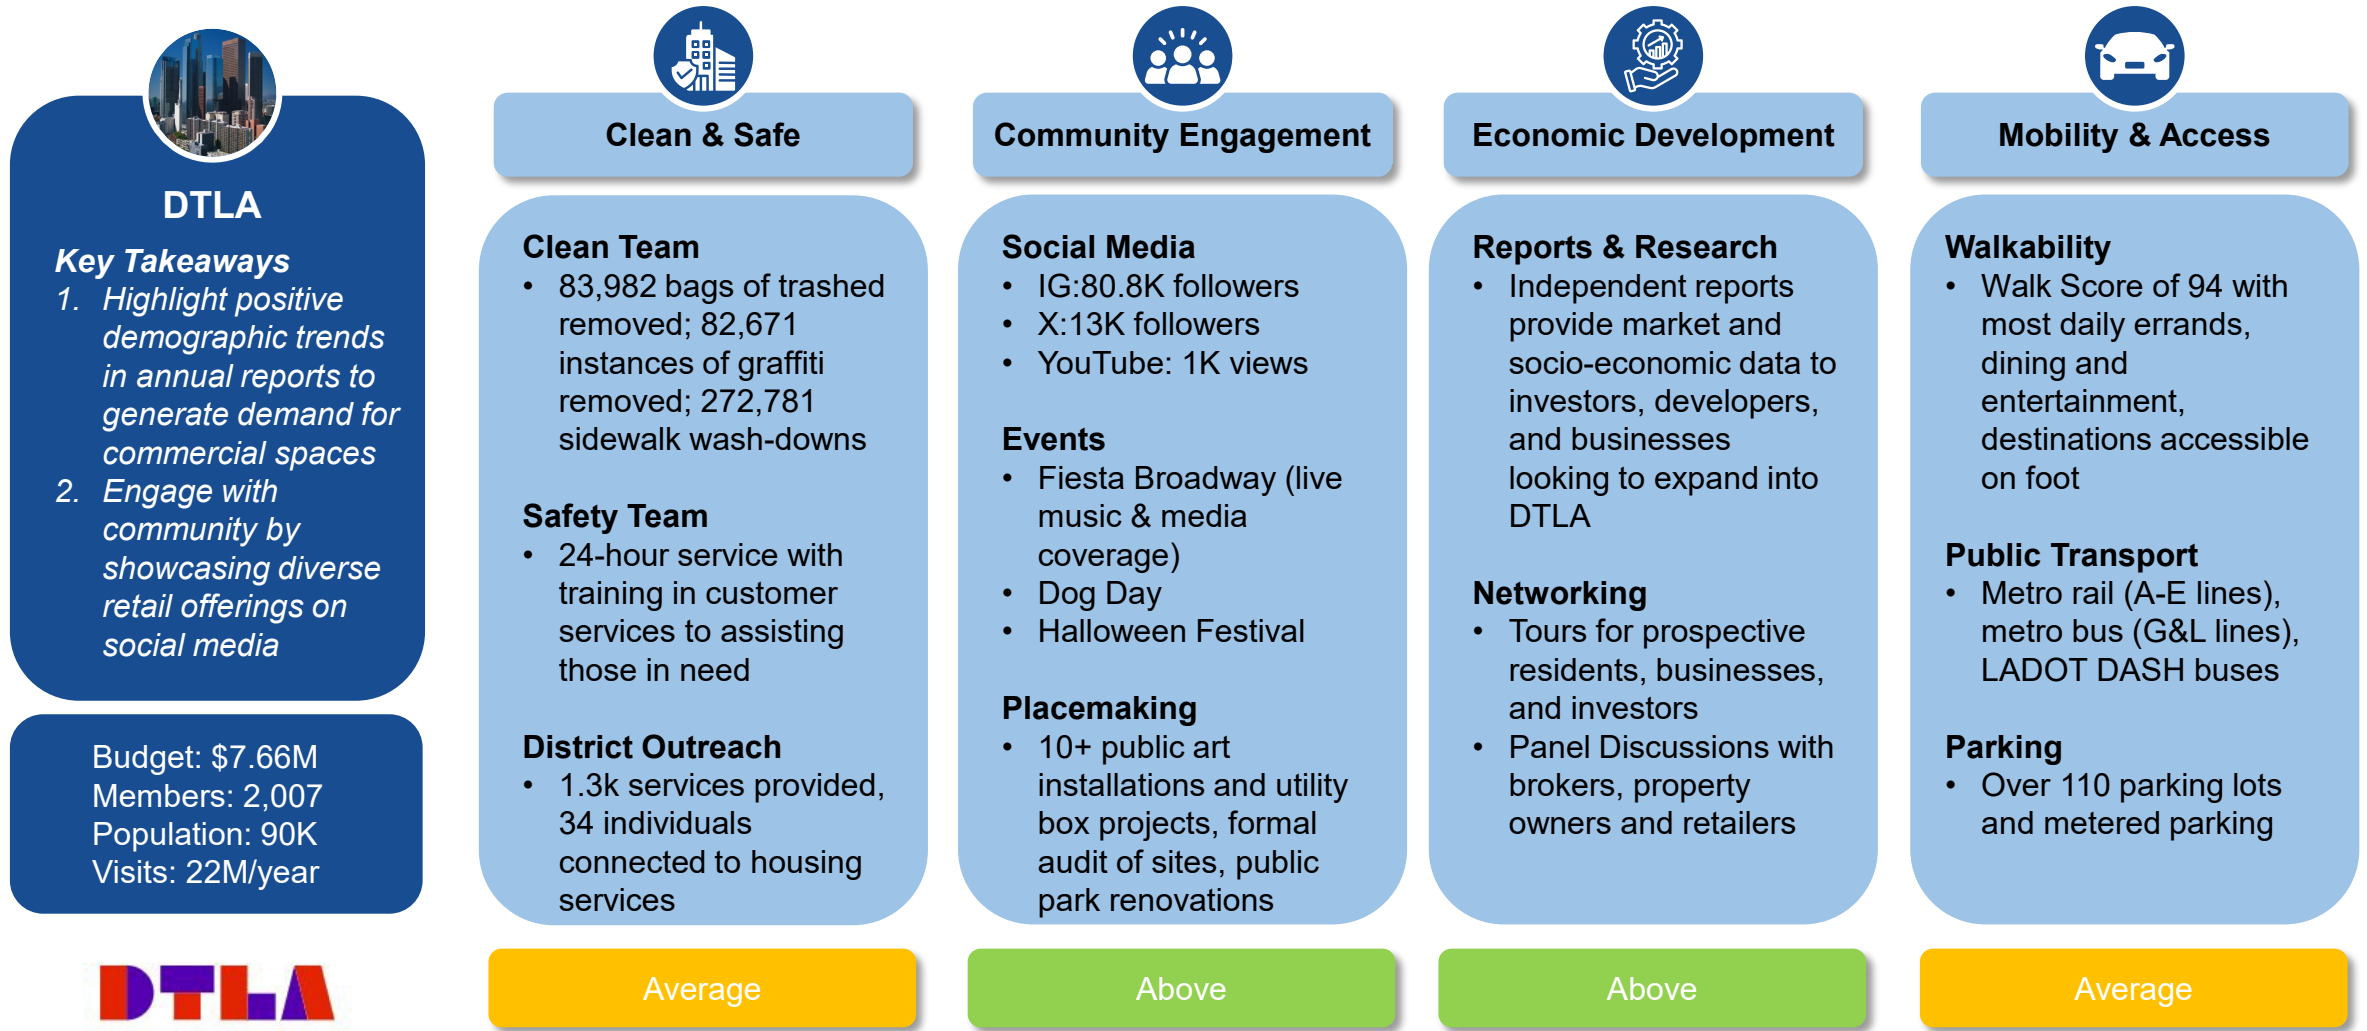 DTLA
Key Takeaways
1. Highlight positive
demographic trends
in annual reports to
generate demand for
commercial spaces
2. Engage with
community by
showcasing diverse
retail offerings on
social media
Budget: $7.66M
Members: 2,007
Population: 90K
Visits: 22M/year
DTLA
Clean & Safe
Clean Team
• 83,982 bags of trashed
removed; 82,671
instances of graffiti
removed; 272,781
sidewalk wash-downs
Safety Team
• 24-hour service with
training in customer
services to assisting
those in need
District Outreach
• 1.3k services provided,
34 individuals
connected to housing
services
Average
Community Engagement
Social Media
• IG:80.8K followers
• X:13K followers
• YouTube: 1K views
Events
• Fiesta Broadway (live
music & media
coverage)
• Dog Day
• Halloween Festival
Placemaking
• 10+ public art
installations and utility
box projects, formal
audit of sites, public
park renovations
Above
Economic Development
Reports & Research
• Independent reports
provide market and
socio-economic data to
investors, developers,
and businesses
looking to expand into
DTLA
Networking
• Tours for prospective
residents, businesses,
and investors
• Panel Discussions with
brokers, property
owners and retailers
Above
Mobility & Access
Walkability
• Walk Score of 94 with
most daily errands,
dining and
entertainment,
destinations accessible
on foot
Public Transport
• Metro rail (A-E lines),
metro bus (G&L lines),
LADOT DASH buses
Parking
• Over 110 parking lots
and metered parking
Average